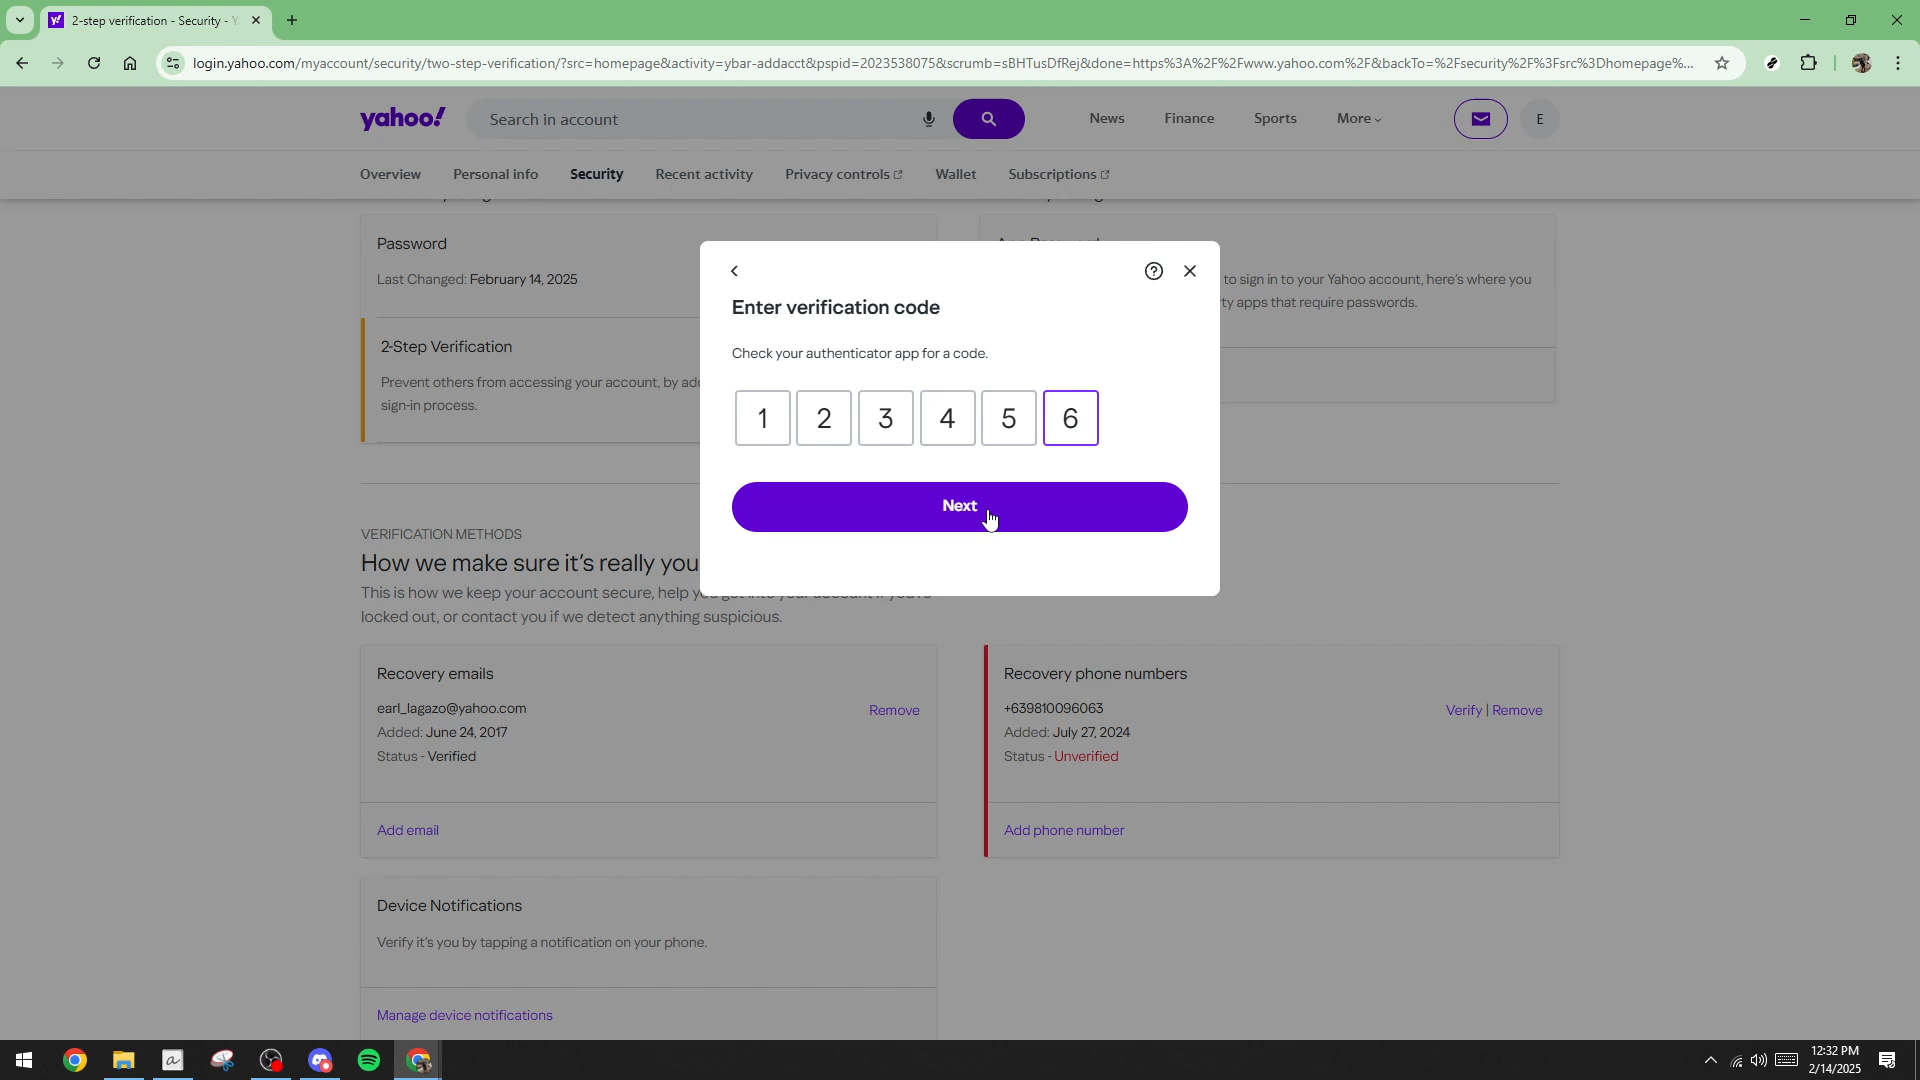 2-step verification - Security - Y
login.yahoo.com/myaccount/security/two-step-verification/?src=homepage&activity=ybar-addacct&pspid=2023538075&scrumb=sBHTusDfRej&done=https%3A%2F%2Fwww.yahoo.com%2F&backTo=%2Fsecurity%2F%3Fsrc%3Dhomepage%...
yahoo!
Search in account
News
Finance
Sports
More
E
Overview
Personal info
Security
Recent activity
Privacy controls
Wallet
Subscriptions
Password
Last Changed: February 14, 2025
to sign in to your Yahoo account, here's where you
ty apps that require passwords.
2-Step Verification
Prevent others from accessing your account, by add
sign-in process.
Enter verification code
Check your authenticator app for a code.
1 2 3 4 5 6
Next
VERIFICATION METHODS
How we make sure it's really you
This is how we keep your account secure, help you get into your account if you've
locked out, or contact you if we detect anything suspicious.
Recovery emails
earl_lagazo@yahoo.com
Remove
Added: June 24, 2017
Status - Verified
Add email
Recovery phone numbers
+639810096063
Verify | Remove
Added: July 27, 2024
Status - Unverified
Add phone number
Device Notifications
Verify it's you by tapping a notification on your phone.
Manage device notifications
12:32 PM
2/14/2025